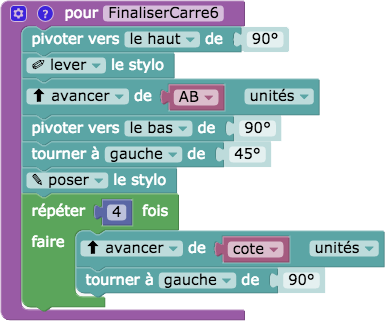 ? pour FinaliserCarre6
pivoter vers le haut de 90°
lever le stylo
avancer de AB unités
pivoter vers le bas de 90°
tourner à gauche de 45°
poser le stylo
répéter 4 fois
faire avancer de cote unités
tourner à gauche de 90°